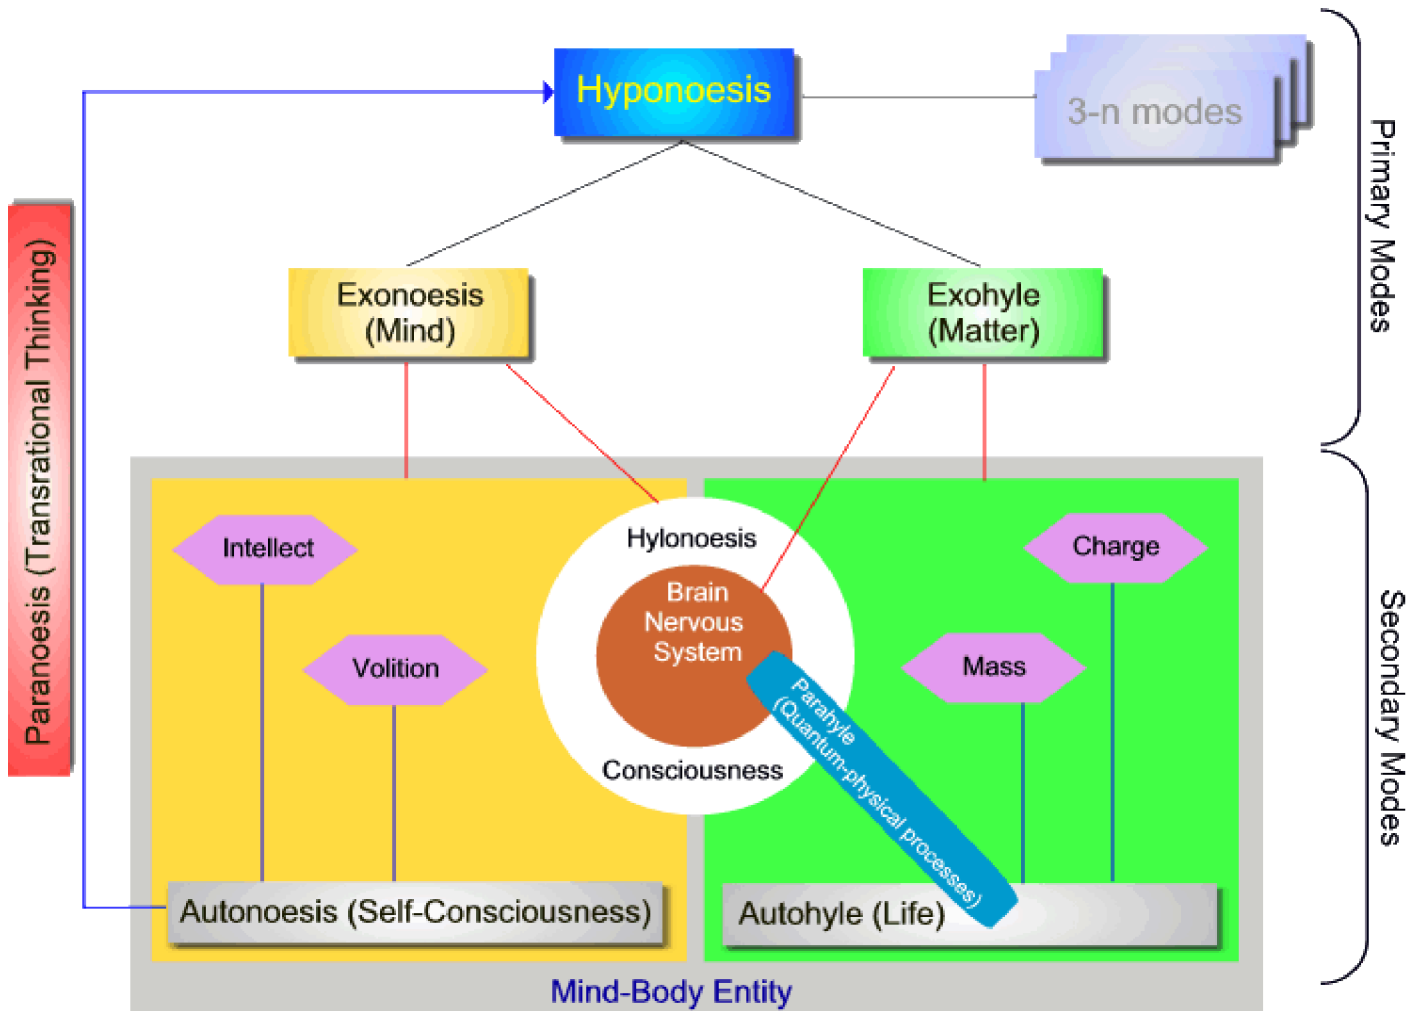 Hyponoesis
3-n modes
Primary Modes
Exonoesis
(Mind)
Exohyle
(Matter)
Paranoesis (Transrational Thinking)
Secondary Modes
Intellect
Volition
Hylonoesis
Brain
Nervous
System
Consciousness
Charge
Mass
Parahyle
(Quantum-physical processes)
Autonoesis (Self-Consciousness)
Autohyle (Life)
Mind-Body Entity